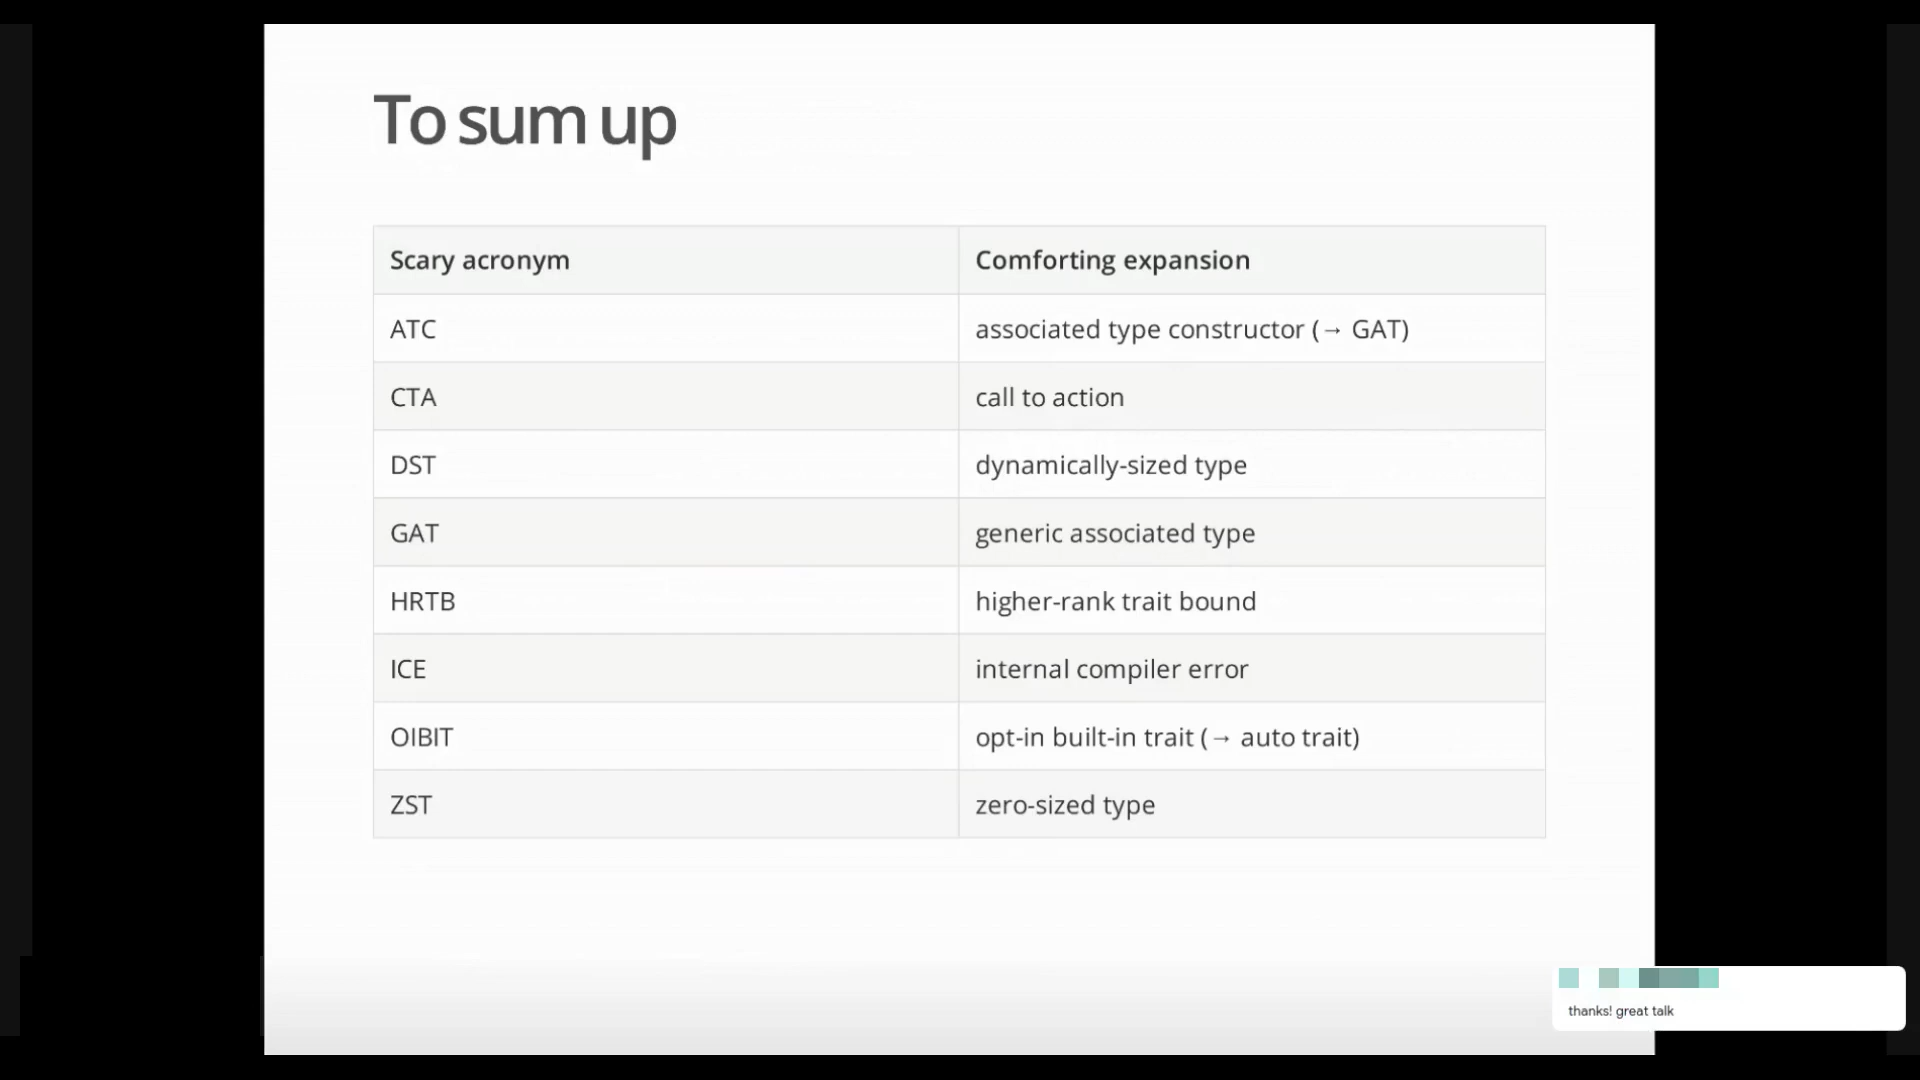 To sum up
Scary acronym Comforting expansion
ATC associated type constructor (→ GAT)
CTA call to action
DST dynamically-sized type
GAT generic associated type
HRTB higher-rank trait bound
ICE internal compiler error
OIBIT opt-in built-in trait (→ auto trait)
ZST zero-sized type
thanks! great talk